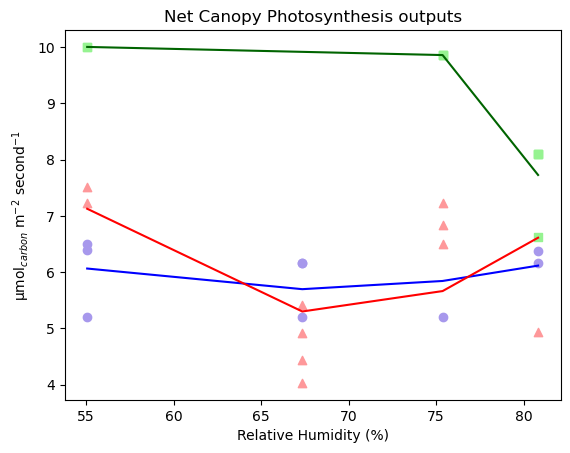 Net Canopy Photosynthesis outputs
10
9
8
7
6
5
4
µmol_carbon m⁻² second⁻¹
55 60 65 70 75 80
Relative Humidity (%)